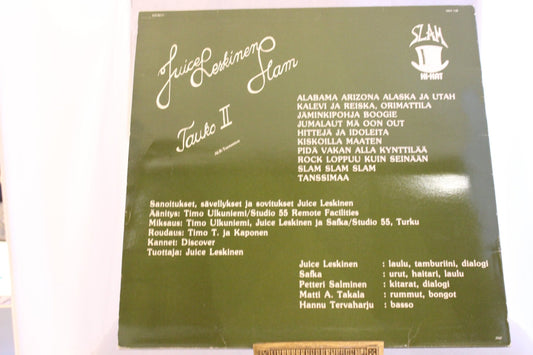 Juice Leskinen
Slam
Tauko II
SLAM
HI-HAT
ALABAMA ARIZONA ALASKA JA UTAH
KALEVI JA REISKA, ORIMATTILA
JAMINKIPOHJA BOOGIE
JUMALAUT MÄ OON OUT
HITTEJÄ JA IDOLEITA
KISKOILLA MAATEN
PIDÄ VAKAN ALLA KYNTTILÄÄ
ROCK LOPPUU KUIN SEINÄÄN
SLAM SLAM SLAM
TANSSIMAA
Sanoitukset, sävellykset ja sovitukset Juice Leskinen
Äänitys: Timo Ulkuniemi/Studio 55 Remote Facilities
Miksaus: Timo Ulkuniemi, Juice Leskinen ja Safka/Studio 55, Turku
Roudaus: Timo T. ja Kaponen
Kannet: Discover
Tuottaja: Juice Leskinen
Juice Leskinen : laulu, tamburiini, dialogi
Safka : urut, haitari, laulu
Petteri Salminen : kitarat, dialogi
Matti A. Takala : rummut, bongot
Hannu Tervaharju : basso